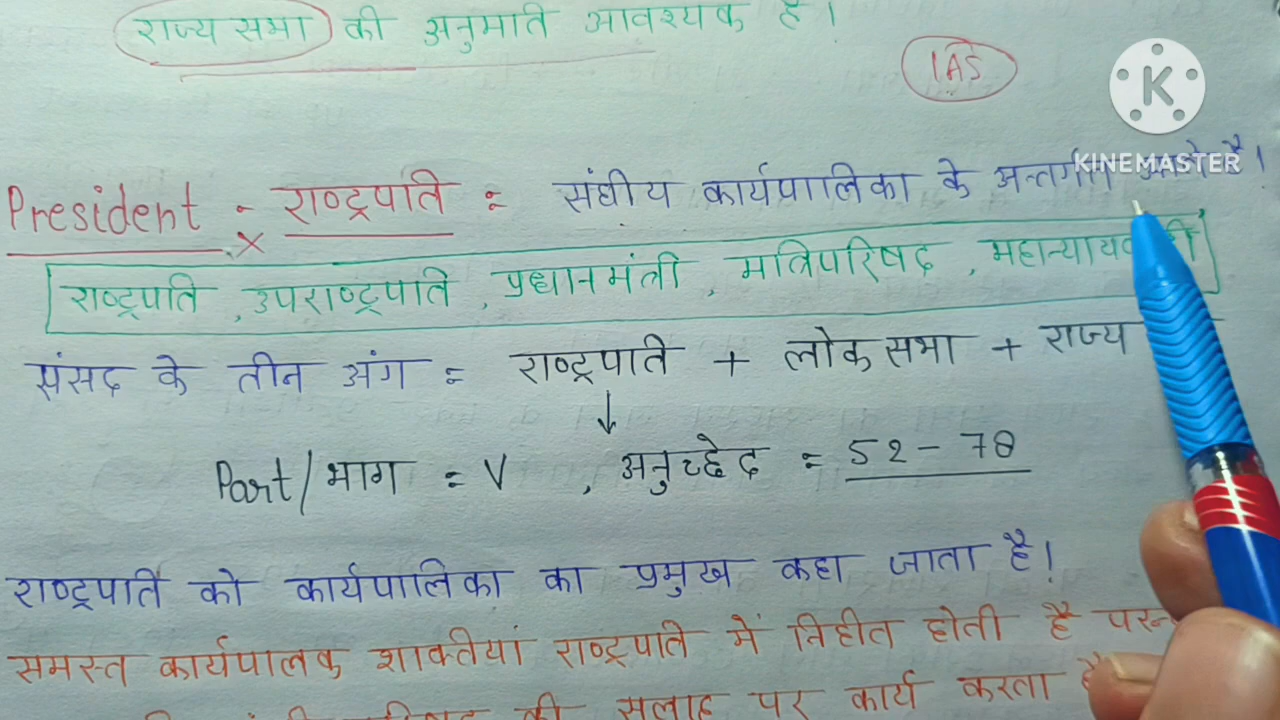 राज्य सभा की अनुमति आवश्यक है।
IAS
K
KINEMASTER
President - राष्ट्रपति = संघीय कार्यपालिका के अन्तर्गत है।
×
राष्ट्रपति, उपराष्ट्रपति, प्रधानमंत्री, मंत्रिपरिषद,
संसद के तीन अंग = राष्ट्रपति + लोकसभा + राज्य
↓
Part/भाग = V , अनुच्छेद = 52 - 78
राष्ट्रपति को कार्यपालिका का प्रमुख कहा जाता है।
समस्त कार्यपालक शक्तियां राष्ट्रपति में निहीत होती है
की सलाह पर कार्य करता है